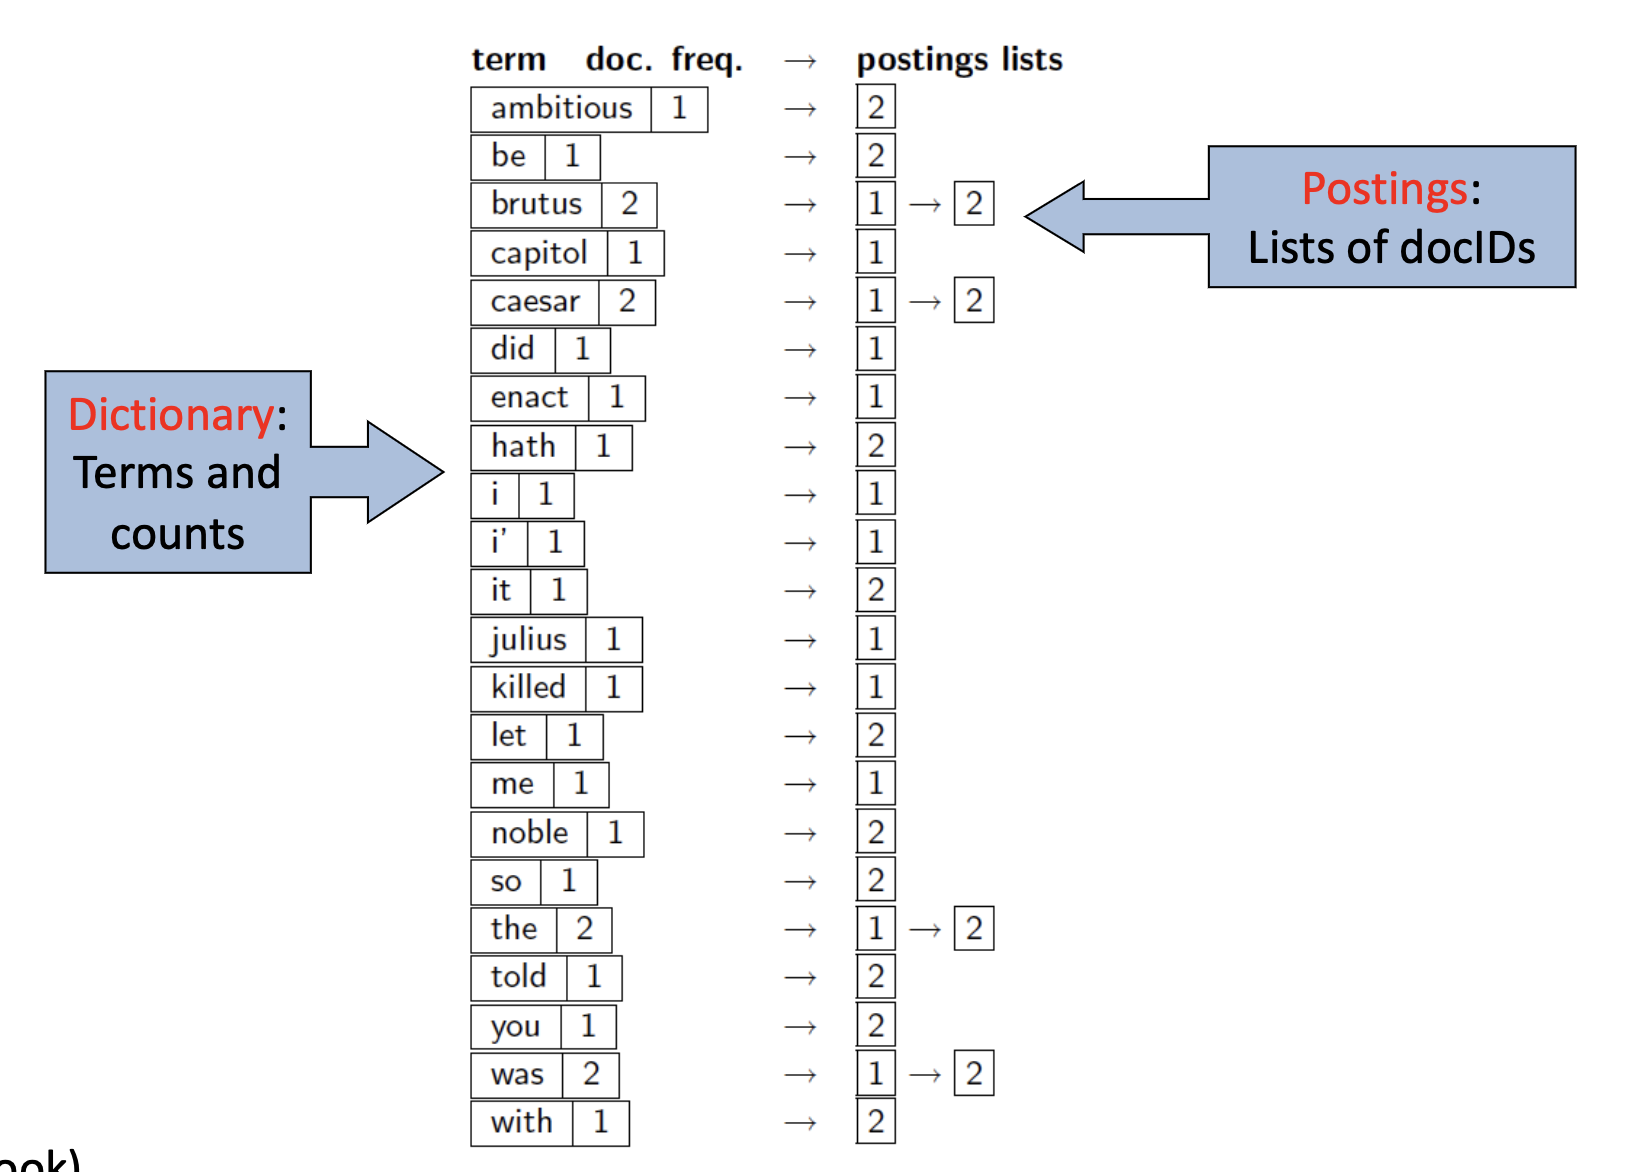 term doc. freq. → postings lists
ambitious 1 → 2
be 1 → 2
brutus 2 → 1 → 2
capitol 1 → 1
caesar 2 → 1 → 2
did 1 → 1
enact 1 → 1
hath 1 → 2
i 1 → 1
i' 1 → 1
it 1 → 2
julius 1 → 1
killed 1 → 1
let 1 → 2
me 1 → 1
noble 1 → 2
so 1 → 2
the 2 → 1 → 2
told 1 → 2
you 1 → 2
was 2 → 1 → 2
with 1 → 2
Postings:
Lists of docIDs
Dictionary:
Terms and
counts